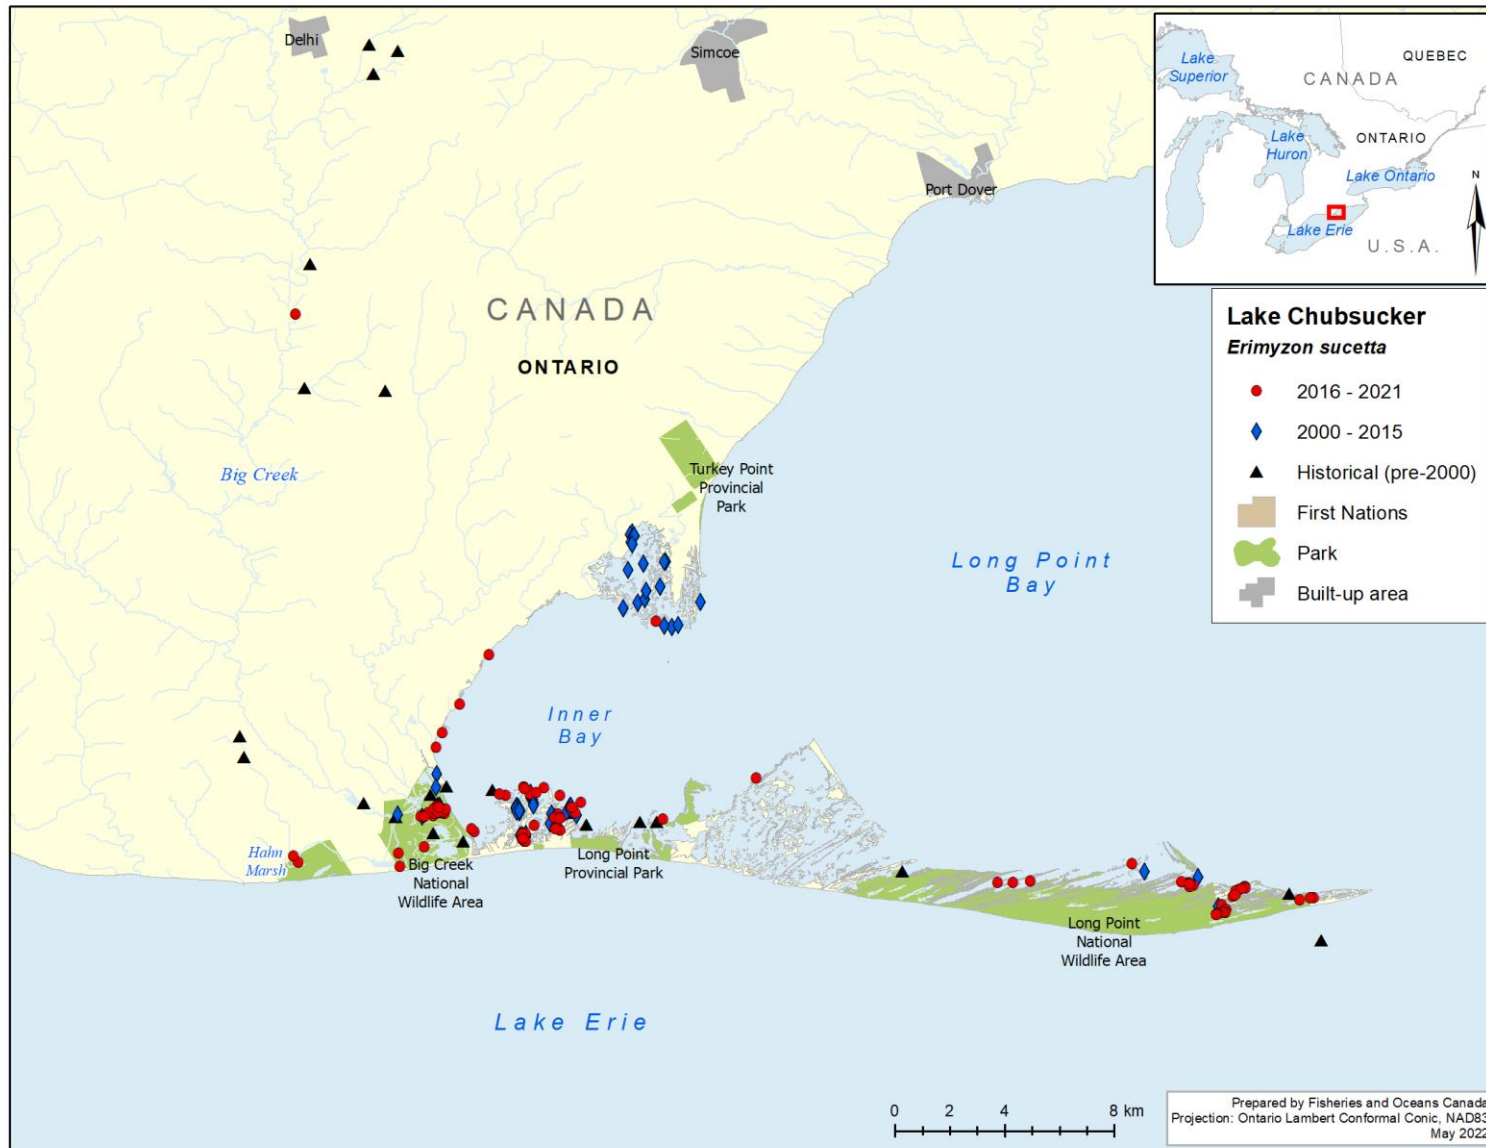 Delhi
Simcoe
Port Dover
CANADA
ONTARIO
Big Creek
Turkey Point
Provincial
Park
Long Point
Bay
Inner
Bay
Hahn
Marsh
Big Creek
National
Wildlife Area
Long Point
Provincial Park
Long Point
National
Wildlife Area
Lake Erie
Lake
Superior
CANADA
QUEBEC
Lake
Huron
ONTARIO
Lake Ontario
N
Lake Erie
U.S.A.
Lake Chubsucker
Erimyzon sucetta
2016 - 2021
2000 - 2015
Historical (pre-2000)
First Nations
Park
Built-up area
0 2 4 8 km
Prepared by Fisheries and Oceans Canada
Projection: Ontario Lambert Conformal Conic, NAD83
May 2022